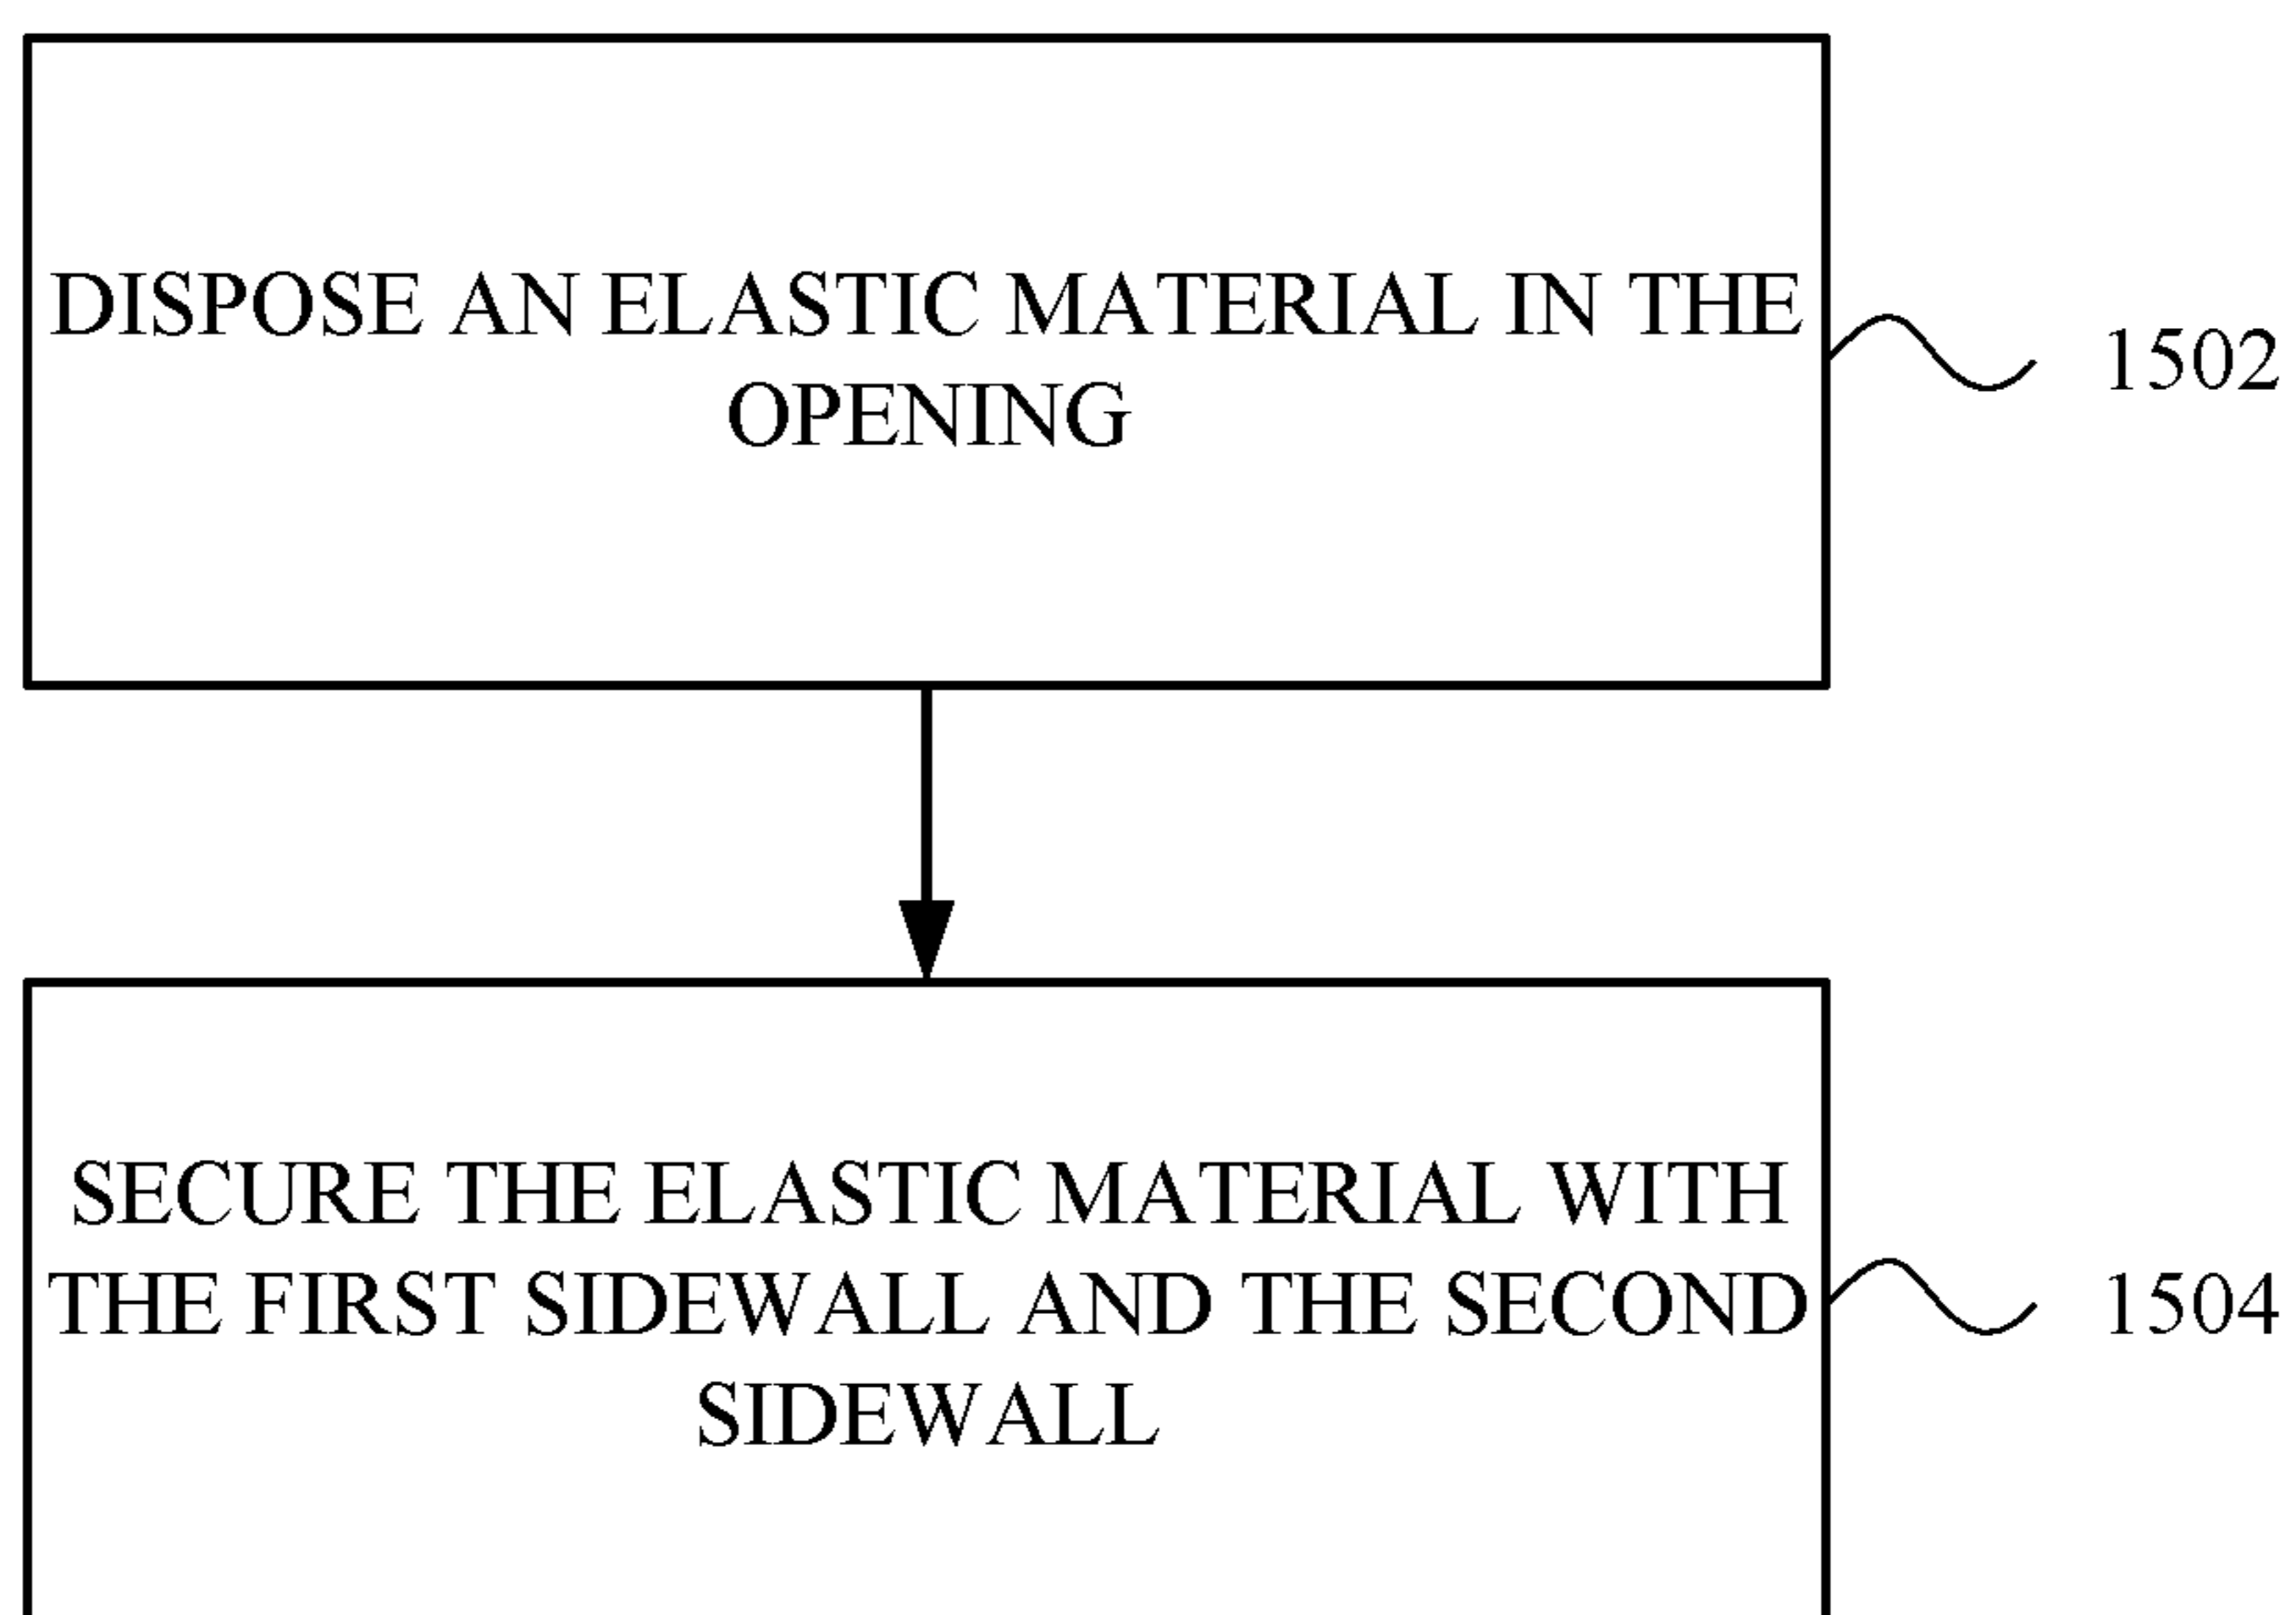 DISPOSE AN ELASTIC MATERIAL IN THE
OPENING
1502
SECURE THE ELASTIC MATERIAL WITH
THE FIRST SIDEWALL AND THE SECOND
SIDEWALL
1504